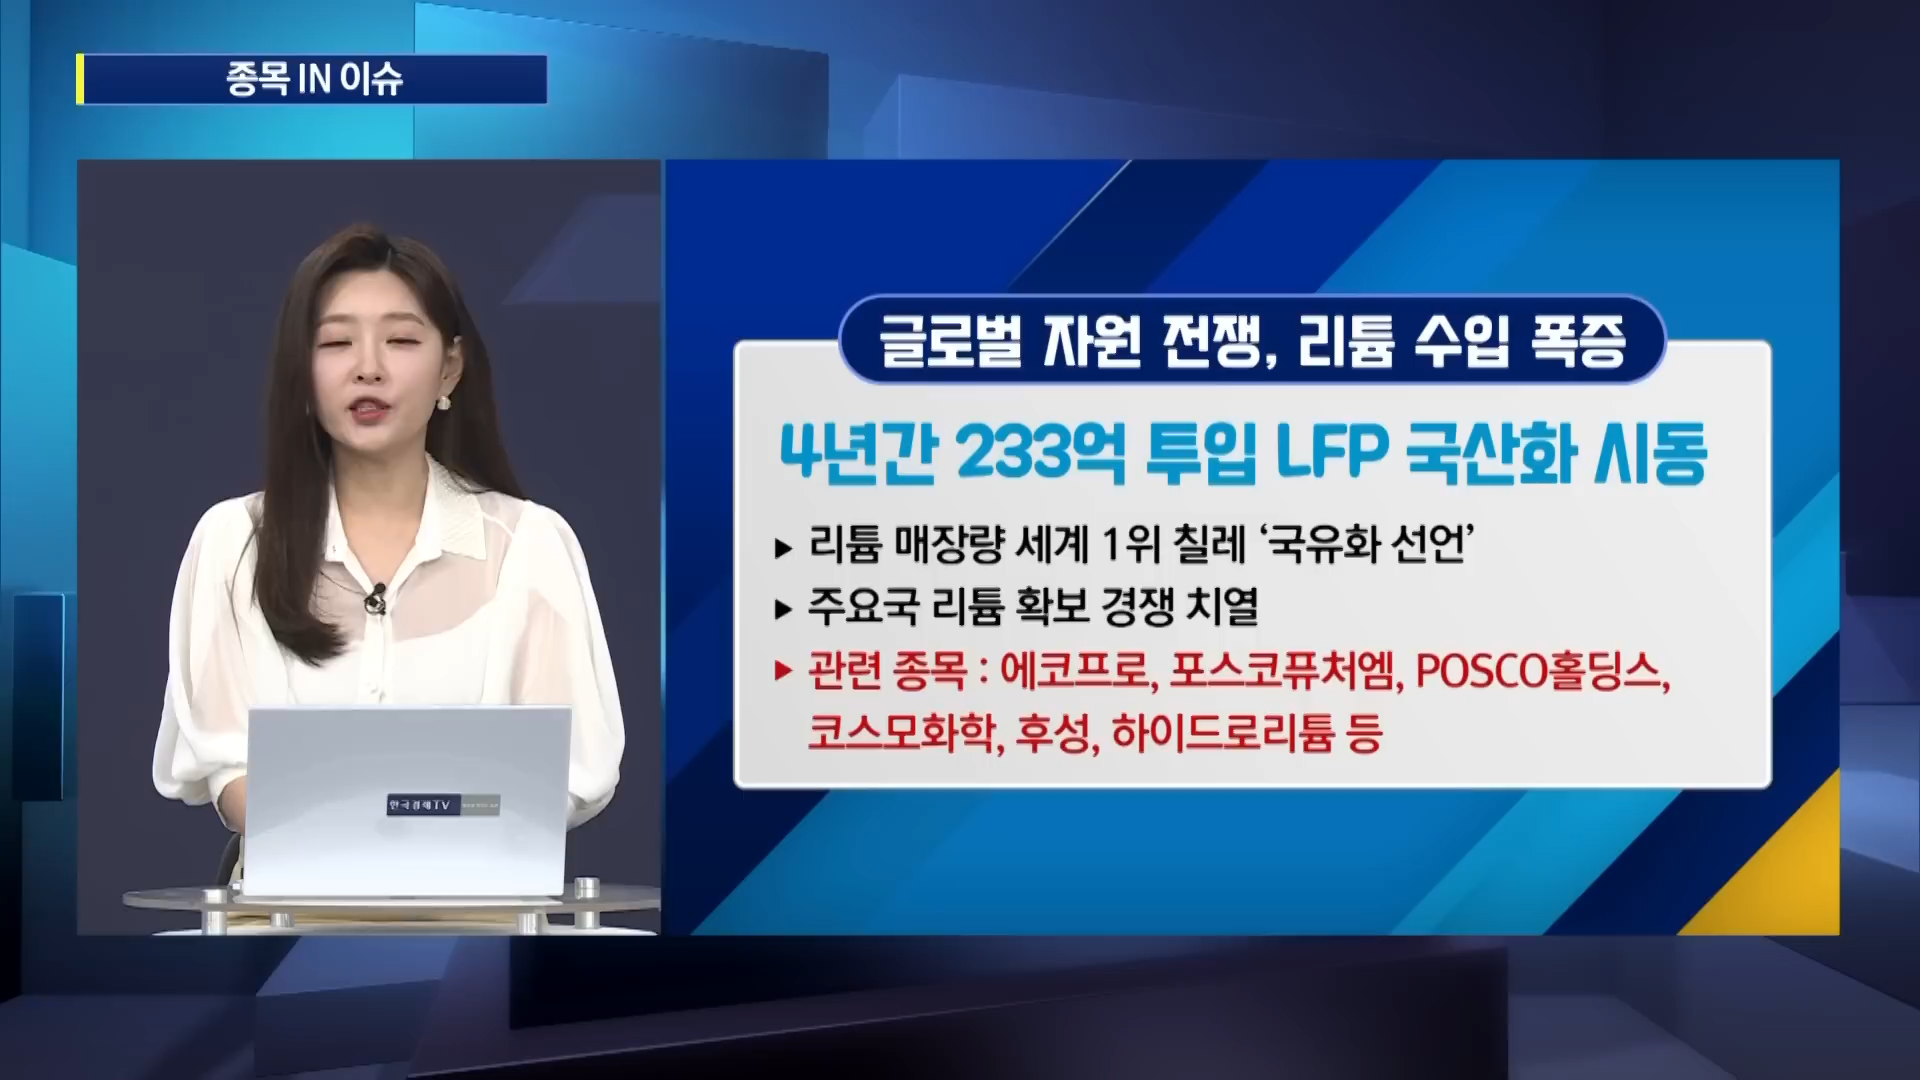 종목 IN 이슈
글로벌 자원 전쟁, 리튬 수입 폭증
4년간 233억 투입 LFP 국산화 시동
▶ 리튬 매장량 세계 1위 칠레 ‘국유화 선언’
▶ 주요국 리튬 확보 경쟁 치열
▶ 관련 종목 : 에코프로, 포스코퓨처엠, POSCO홀딩스,
코스모화학, 후성, 하이드로리튬 등
한국경제TV